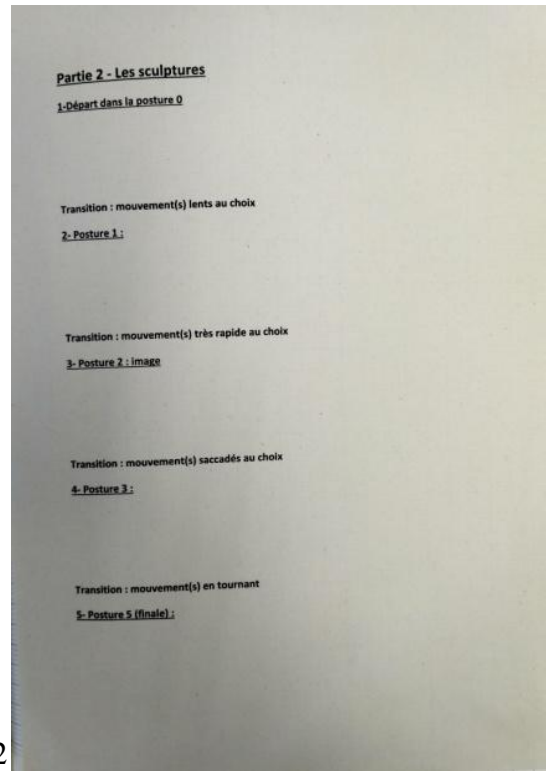 Partie 2 - Les sculptures
1-Départ dans la posture 0
Transition : mouvement(s) lents au choix
2- Posture 1 :
Transition : mouvement(s) très rapide au choix
3- Posture 2 : image
Transition : mouvement(s) saccadés au choix
4- Posture 3 :
Transition : mouvement(s) en tournant
5- Posture 5 (finale) :
2